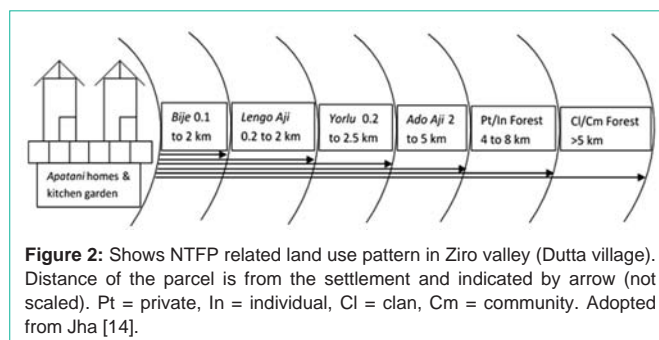 Bije 0.1
to 2 km
Lengo Aji
0.2 to 2 km
Yorlu 0.2
to 2.5 km
Ado Aji 2
to 5 km
Pt/In Forest
4 to 8 km
Cl/Cm Forest
>5 km
Apatani homes &
kitchen garden
Figure 2: Shows NTFP related land use pattern in Ziro valley (Dutta village).
Distance of the parcel is from the settlement and indicated by arrow (not
scaled). Pt = private, In = individual, Cl = clan, Cm = community. Adopted
from Jha [14].